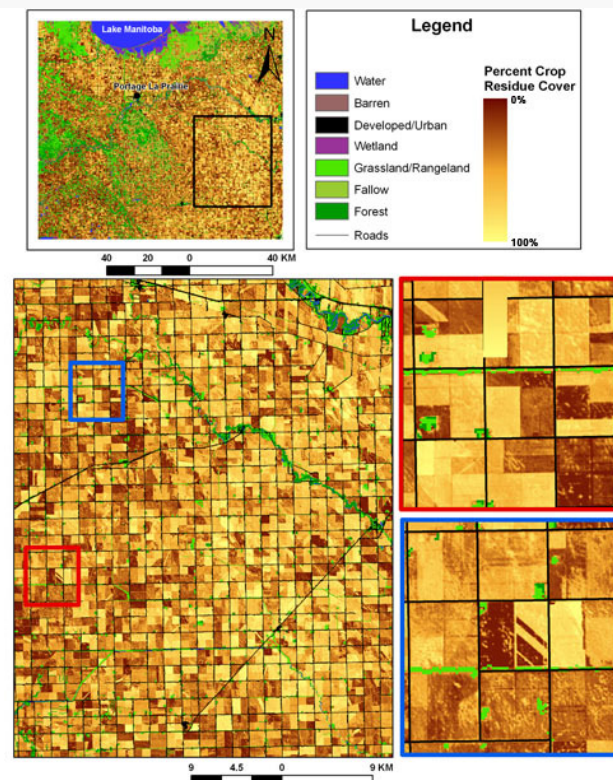 Lake Manitoba
N
Portage La Prairie
40 20 0 40 KM
Legend
Water
Barren
Developed/Urban
Wetland
Grassland/Rangeland
Fallow
Forest
Roads
Percent Crop
Residue Cover
0%
100%
9 4.5 0 9 KM